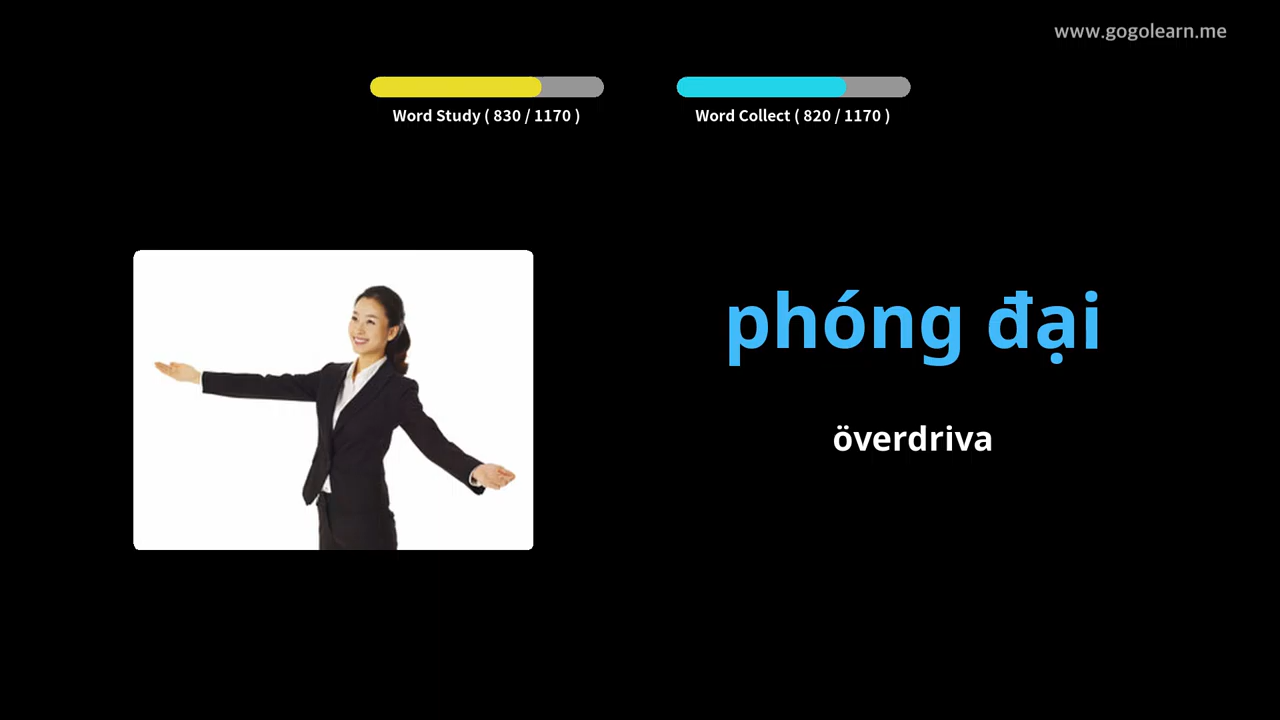 www.gogolearn.me
Word Study ( 830 / 1170 )
Word Collect ( 820 / 1170 )
phóng đại
överdriva